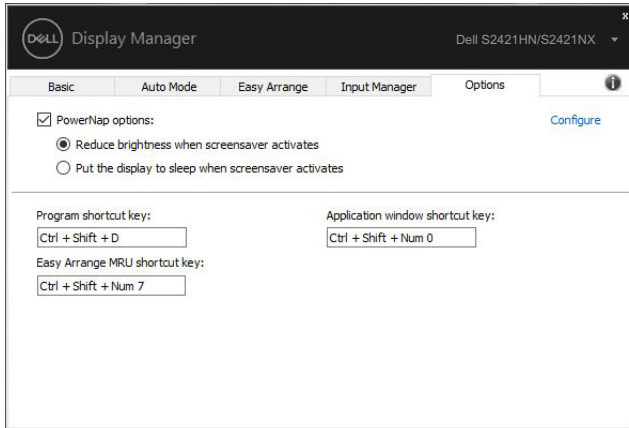 x
DELL Display Manager
Dell S2421HN/S2421NX
Basic Auto Mode Easy Arrange Input Manager Options
PowerNap options:
Configure
Reduce brightness when screensaver activates
Put the display to sleep when screensaver activates
Program shortcut key:
Application window shortcut key:
Ctrl + Shift + D
Ctrl + Shift + Num 0
Easy Arrange MRU shortcut key:
Ctrl + Shift + Num 7